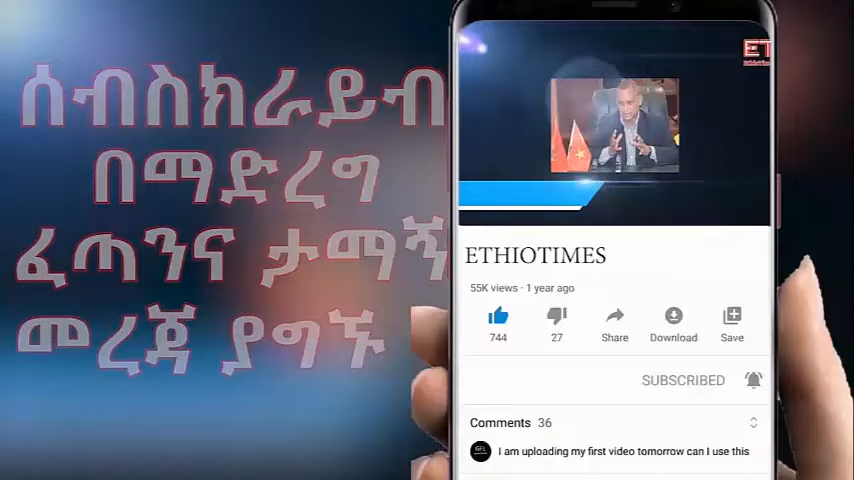 ሰብስክራይብ
በማድረግ
ፈጣንና ታማኝ
መረጃ ያግኙ
ET
ETHIOTIMES
55K views · 1 year ago
744
27
Share
Download
Save
SUBSCRIBED
Comments 36
I am uploading my first video tomorrow can I use this